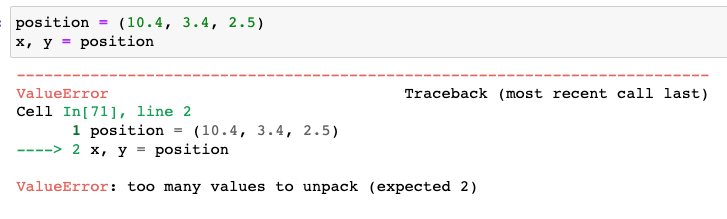 position = (10.4, 3.4, 2.5)
x, y = position
---------------------------------------------------------------------------
ValueError                                Traceback (most recent call last)
Cell In[71], line 2
      1 position = (10.4, 3.4, 2.5)
----> 2 x, y = position

ValueError: too many values to unpack (expected 2)